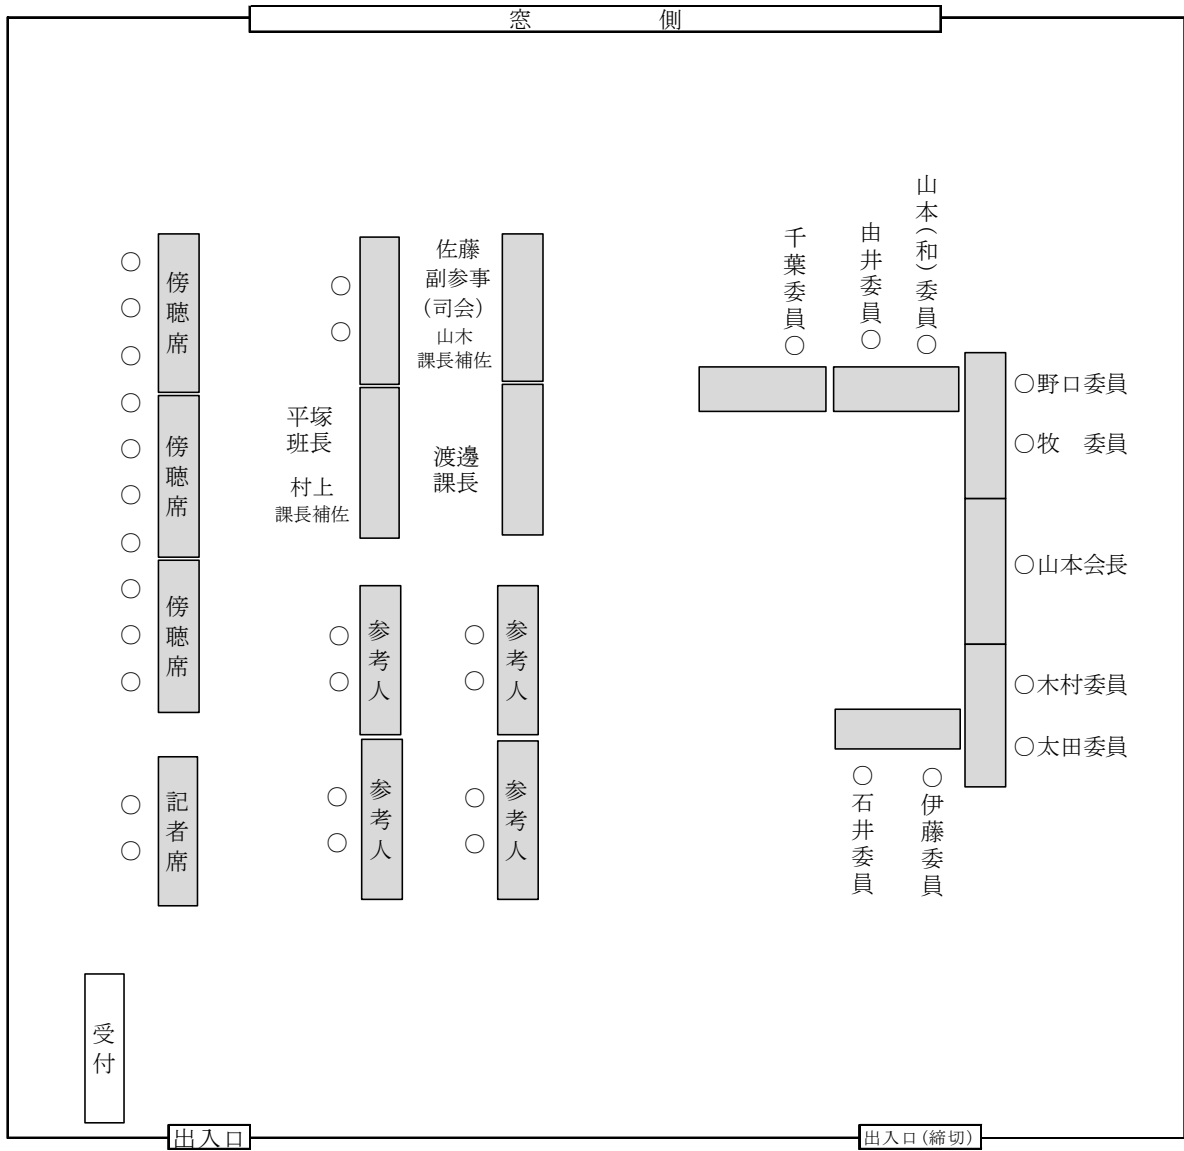 窓　側
山本(和)委員○
由井委員○
千葉委員○
○野口委員
○牧　委員
○山本会長
○木村委員
○太田委員
○伊藤委員
○石井委員
佐藤
副参事
(司会)
山木
課長補佐
渡邊
課長
平塚
班長
村上
課長補佐
傍聴席
傍聴席
傍聴席
参考人
参考人
参考人
参考人
記者席
受付
出入口
出入口(締切)